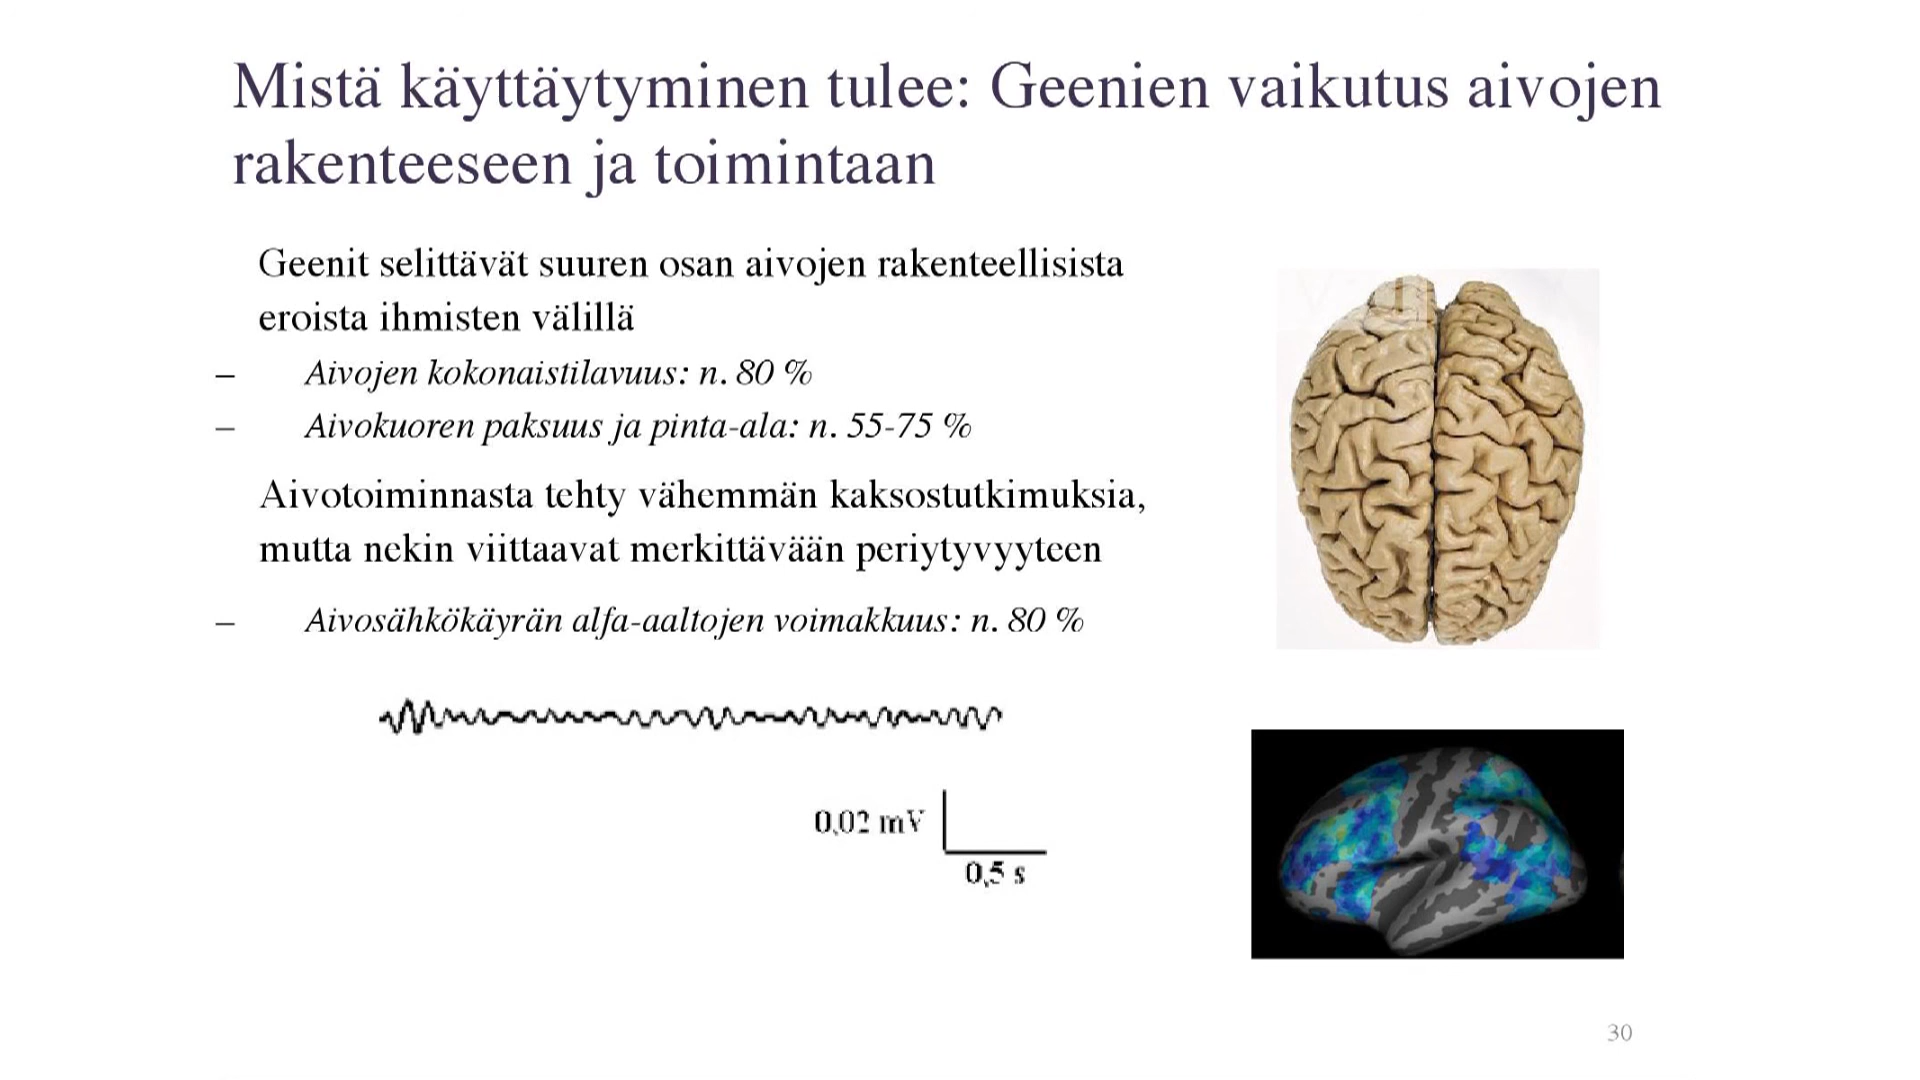 Mistä käyttäytyminen tulee: Geenien vaikutus aivojen
rakenteeseen ja toimintaan
Geenit selittävät suuren osan aivojen rakenteellisista
eroista ihmisten välillä
– Aivojen kokonaistilavuus: n. 80 %
– Aivokuoren paksuus ja pinta-ala: n. 55-75 %
Aivotoiminnasta tehty vähemmän kaksostutkimuksia,
mutta nekin viittaavat merkittävään periytyvyyteen
– Aivosähkökäyrän alfa-aaltojen voimakkuus: n. 80 %
0,02 mV
0,5 s
30